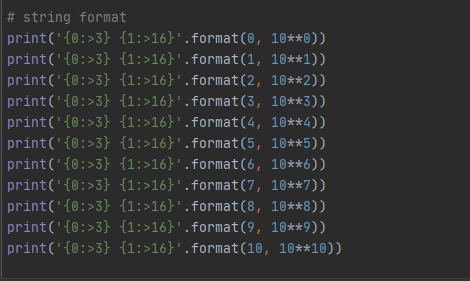 # string format
print('{0:>3} {1:>16}'.format(0, 10**0))
print('{0:>3} {1:>16}'.format(1, 10**1))
print('{0:>3} {1:>16}'.format(2, 10**2))
print('{0:>3} {1:>16}'.format(3, 10**3))
print('{0:>3} {1:>16}'.format(4, 10**4))
print('{0:>3} {1:>16}'.format(5, 10**5))
print('{0:>3} {1:>16}'.format(6, 10**6))
print('{0:>3} {1:>16}'.format(7, 10**7))
print('{0:>3} {1:>16}'.format(8, 10**8))
print('{0:>3} {1:>16}'.format(9, 10**9))
print('{0:>3} {1:>16}'.format(10, 10**10))